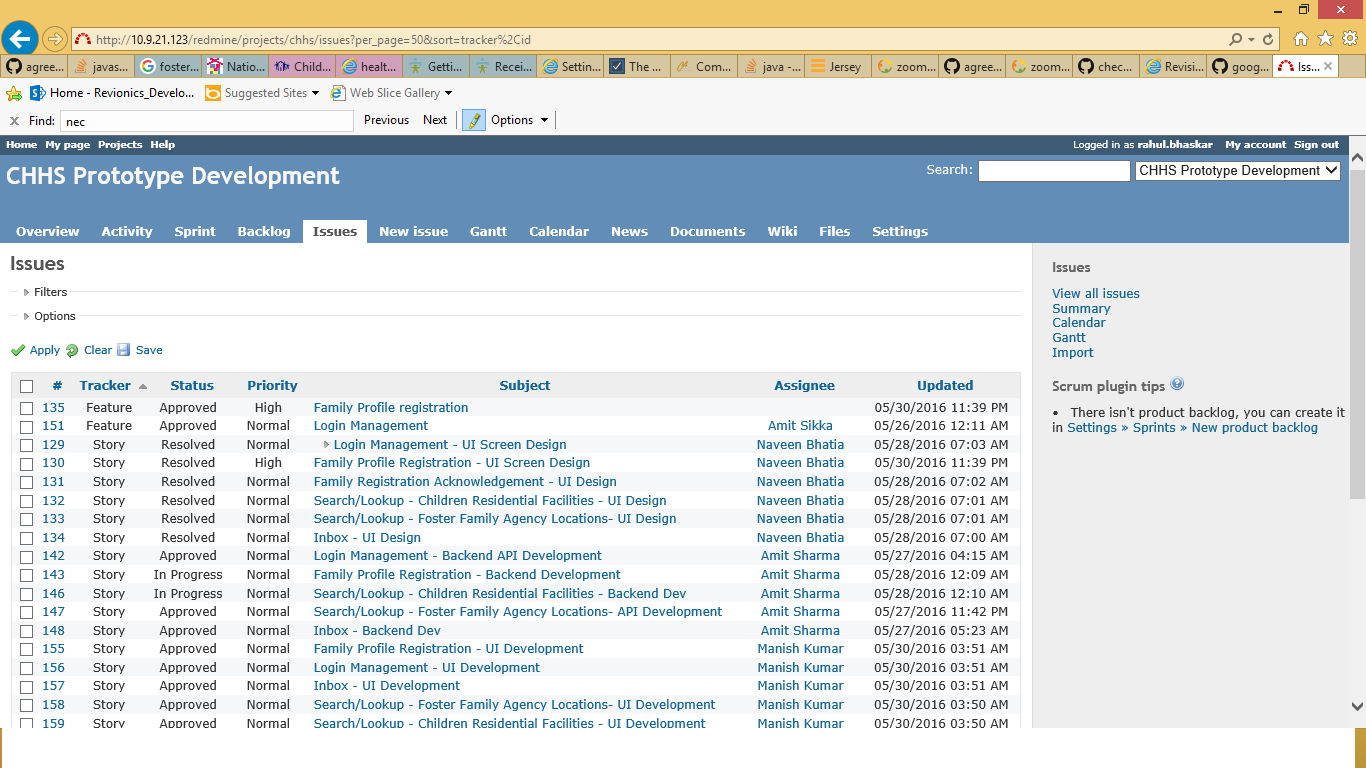 http://10.9.21.123/redmine/projects/chhs/issues?per_page=50&sort=tracker%2Cid
agree... javas... foster... Natio... Child... healt... Getti... Recei... Settin... The ... Com... java -... Jersey zoom... agree... zoom... chec... Revisi... goog... Iss...
Home - Revionics_Develo... Suggested Sites Web Slice Gallery
Find: nec Previous Next Options
Home My page Projects Help Logged in as rahul.bhaskar My account Sign out
CHHS Prototype Development Search: CHHS Prototype Development
Overview Activity Sprint Backlog Issues New issue Gantt Calendar News Documents Wiki Files Settings
Issues
Filters
Options
Apply Clear Save
# Tracker Status Priority Subject Assignee Updated
135 Feature Approved High Family Profile registration 05/30/2016 11:39 PM
151 Feature Approved Normal Login Management Amit Sikka 05/26/2016 12:11 AM
129 Story Resolved Normal Login Management - UI Screen Design Naveen Bhatia 05/28/2016 07:03 AM
130 Story Resolved High Family Profile Registration - UI Screen Design Naveen Bhatia 05/30/2016 11:39 PM
131 Story Resolved Normal Family Registration Acknowledgement - UI Design Naveen Bhatia 05/28/2016 07:02 AM
132 Story Resolved Normal Search/Lookup - Children Residential Facilities - UI Design Naveen Bhatia 05/28/2016 07:01 AM
133 Story Resolved Normal Search/Lookup - Foster Family Agency Locations- UI Design Naveen Bhatia 05/28/2016 07:01 AM
134 Story Resolved Normal Inbox - UI Design Naveen Bhatia 05/28/2016 07:00 AM
142 Story Approved Normal Login Management - Backend API Development Amit Sharma 05/27/2016 04:15 AM
143 Story In Progress Normal Family Profile Registration - Backend Development Amit Sharma 05/28/2016 12:09 AM
146 Story In Progress Normal Search/Lookup - Children Residential Facilities - Backend Dev Amit Sharma 05/28/2016 12:10 AM
147 Story Approved Normal Search/Lookup - Foster Family Agency Locations- API Development Amit Sharma 05/27/2016 11:42 PM
148 Story Approved Normal Inbox - Backend Dev Amit Sharma 05/27/2016 05:23 AM
155 Story Approved Normal Family Profile Registration - UI Development Manish Kumar 05/30/2016 03:51 AM
156 Story Approved Normal Login Management - UI Development Manish Kumar 05/30/2016 03:51 AM
157 Story Approved Normal Inbox - UI Development Manish Kumar 05/30/2016 03:51 AM
158 Story Approved Normal Search/Lookup - Foster Family Agency Locations- UI Development Manish Kumar 05/30/2016 03:50 AM
159 Story Approved Normal Search/Lookup - Children Residential Facilities - UI Development Manish Kumar 05/30/2016 03:50 AM
Issues
View all issues
Summary
Calendar
Gantt
Import
Scrum plugin tips
• There isn't product backlog, you can create it
in Settings » Sprints » New product backlog